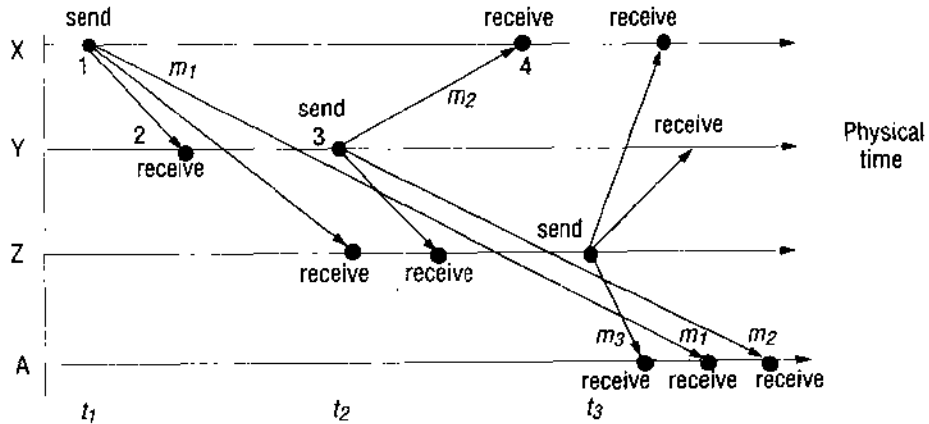 send
receive
receive
X
1
m1
4
m2
send
receive
2
3
Y
receive
Physical
time
send
Z
receive
receive
m3
m1
m2
A
receive
receive
receive
t1
t2
t3